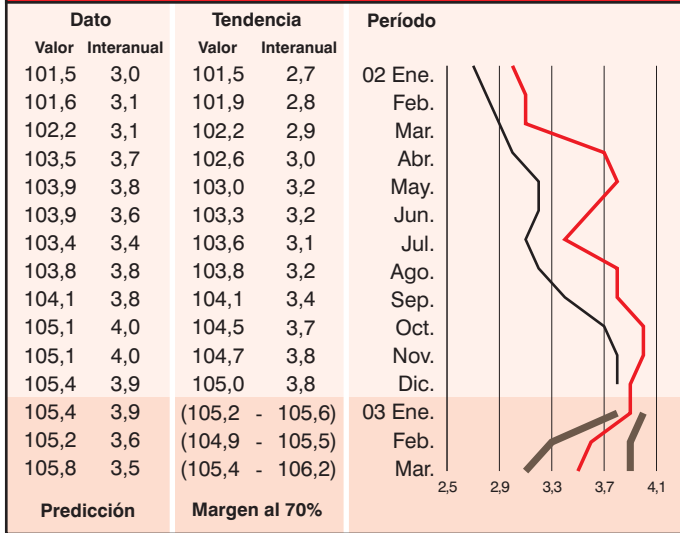 Dato Tendencia Período
Valor Interanual Valor Interanual
101,5 3,0 101,5 2,7 02 Ene.
101,6 3,1 101,9 2,8 Feb.
102,2 3,1 102,2 2,9 Mar.
103,5 3,7 102,6 3,0 Abr.
103,9 3,8 103,0 3,2 May.
103,9 3,6 103,3 3,2 Jun.
103,4 3,4 103,6 3,1 Jul.
103,8 3,8 103,8 3,2 Ago.
104,1 3,8 104,1 3,4 Sep.
105,1 4,0 104,5 3,7 Oct.
105,1 4,0 104,7 3,8 Nov.
105,4 3,9 105,0 3,8 Dic.
105,4 3,9 (105,2 - 105,6) 03 Ene.
105,2 3,6 (104,9 - 105,5) Feb.
105,8 3,5 (105,4 - 106,2) Mar.
2,5 2,9 3,3 3,7 4,1
Predicción Margen al 70%